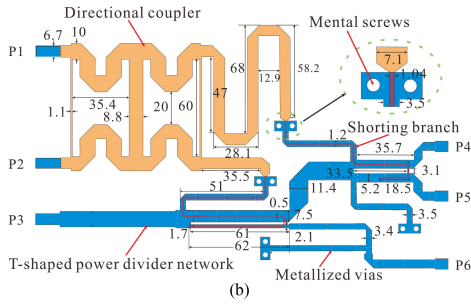 Directional coupler
Mental screws
6.7
10
P1
7.1
1.04
3.5
68
58.2
12.9
47
35.4
1.1
8.8
20
60
28.1
1.2
Shorting branch
35.7
P4
P2
35.5
33.5
3.1
5.2
18.5
P5
51
11.4
0.5
7.5
3.5
P3
1.7
61
62
2.1
3.4
P6
T-shaped power divider network
Metallized vias
(b)